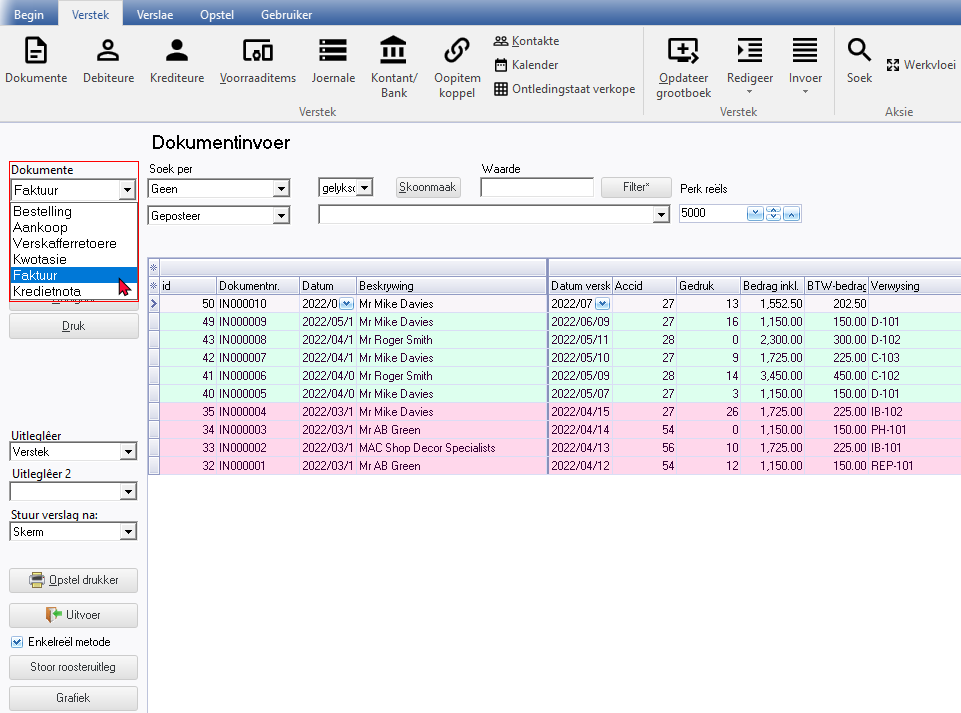 Begin Verstek Verslae Opstel Gebruiker
Dokumente Debiteure Krediteure Voorraaditems Joernale Kontant/ Bank Oopitem koppel
Kontakte
Kalender
Ontledingstaat verkope
Verstek
Opdateer grootboek Redigeer Invoer
Verstek
Soek Werkvloei
Aksie
Dokumentinvoer
Dokumente
Faktuur
Bestelling
Aankoop
Verskafferretoere
Kwotasie
Faktuur
Kredietnota
Druk
Soek per
Geen gelyks Skoonmaak
Waarde
Filter*
Perk reëls
Geposteer
5000
id Dokumentnr. Datum Beskrywing Datum versk Accid Gedruk Bedrag inkl. BTW-bedrag Verwysing
50 IN000010 2022/0 Mr Mike Davies 2022/07 27 13 1,552.50 202.50
49 IN000009 2022/05/1 Mr Mike Davies 2022/06/09 27 16 1,150.00 150.00 D-101
43 IN000008 2022/04/1 Mr Roger Smith 2022/05/11 28 0 2,300.00 300.00 D-102
42 IN000007 2022/04/1 Mr Mike Davies 2022/05/10 27 9 1,725.00 225.00 C-103
41 IN000006 2022/04/0 Mr Roger Smith 2022/05/09 28 14 3,450.00 450.00 C-102
40 IN000005 2022/04/0 Mr Mike Davies 2022/05/07 27 3 1,150.00 150.00 D-101
35 IN000004 2022/03/1 Mr Mike Davies 2022/04/15 27 26 1,725.00 225.00 IB-102
34 IN000003 2022/03/1 Mr AB Green 2022/04/14 54 0 1,150.00 150.00 PH-101
33 IN000002 2022/03/1 MAC Shop Decor Specialists 2022/04/13 56 10 1,725.00 225.00 IB-101
32 IN000001 2022/03/1 Mr AB Green 2022/04/12 54 12 1,150.00 150.00 REP-101
Uitleglêer
Verstek
Uitleglêer 2
Stuur verslag na:
Skerm
Opstel drukker
Uitvoer
Enkelreël metode
Stoor roosteruitleg
Grafiek